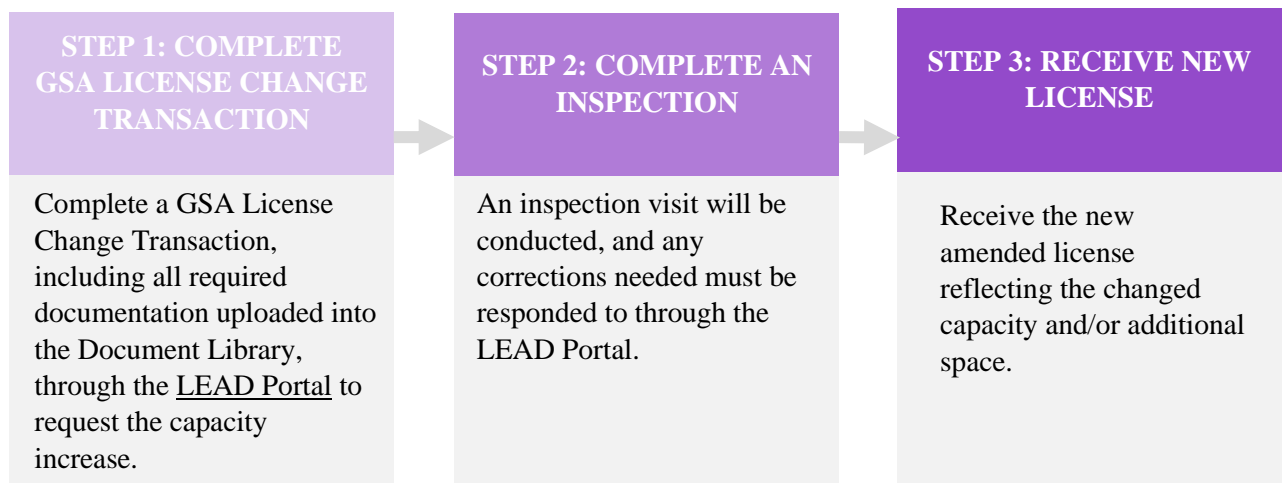 STEP 1: COMPLETE
GSA LICENSE CHANGE
TRANSACTION
Complete a GSA License
Change Transaction,
including all required
documentation uploaded into
the Document Library,
through the LEAD Portal to
request the capacity
increase.
STEP 2: COMPLETE AN
INSPECTION
An inspection visit will be
conducted, and any
corrections needed must be
responded to through the
LEAD Portal.
STEP 3: RECEIVE NEW
LICENSE
Receive the new
amended license
reflecting the changed
capacity and/or additional
space.